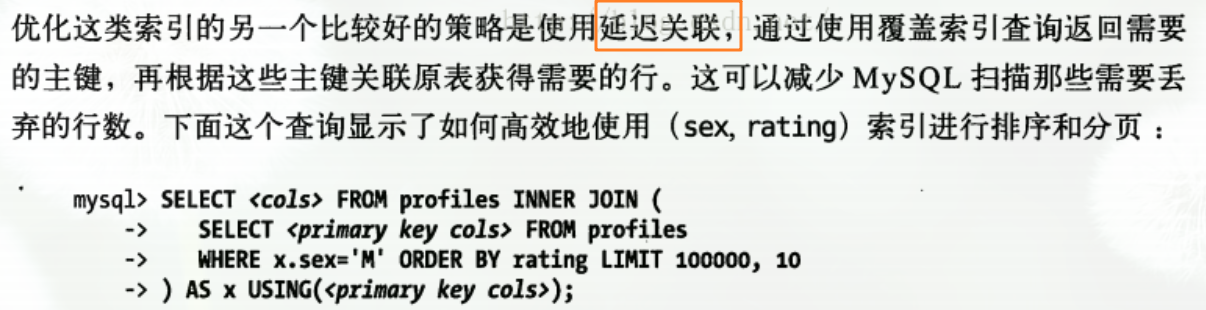 优化这类索引的另一个比较好的策略是使用延迟关联，通过使用覆盖索引查询返回需要
的主键，再根据这些主键关联原表获得需要的行。这可以减少 MySQL 扫描那些需要丢
弃的行数。下面这个查询显示了如何高效地使用（sex, rating）索引进行排序和分页：
mysql> SELECT <cols> FROM profiles INNER JOIN (
-> SELECT <primary key cols> FROM profiles
-> WHERE x.sex='M' ORDER BY rating LIMIT 100000, 10
-> ) AS x USING(<primary key cols>);